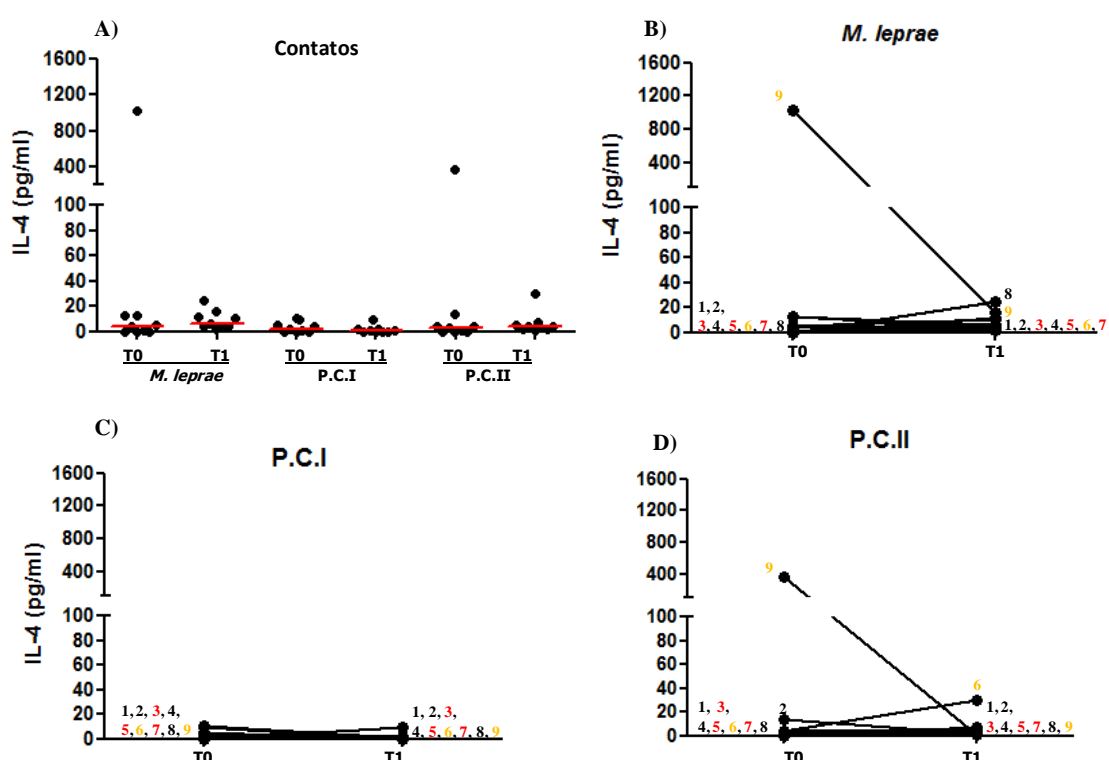 A)
Contatos
IL-4 (pg/ml)
1600
1200
800
400
100
80
60
40
20
0
T0 T1 T0 T1 T0 T1
M. leprae P.C.I P.C.II
B)
M. leprae
IL-4 (pg/ml)
1600
1200
800
400
100
80
60
40
20
0
9
1, 2,
3, 4, 5, 6, 7, 8
8
9
1, 2, 3, 4, 5, 6, 7
T0 T1
C)
P.C.I
IL-4 (pg/ml)
1600
1200
800
400
100
80
60
40
20
0
1, 2, 3, 4,
5, 6, 7, 8, 9
1, 2, 3,
4, 5, 6, 7, 8, 9
T0 T1
D)
P.C.II
1600
1200
800
400
100
80
60
40
20
0
9
1, 3,
4, 5, 6, 7, 8
2
6
1, 2,
3, 4, 5, 7, 8, 9
T0 T1